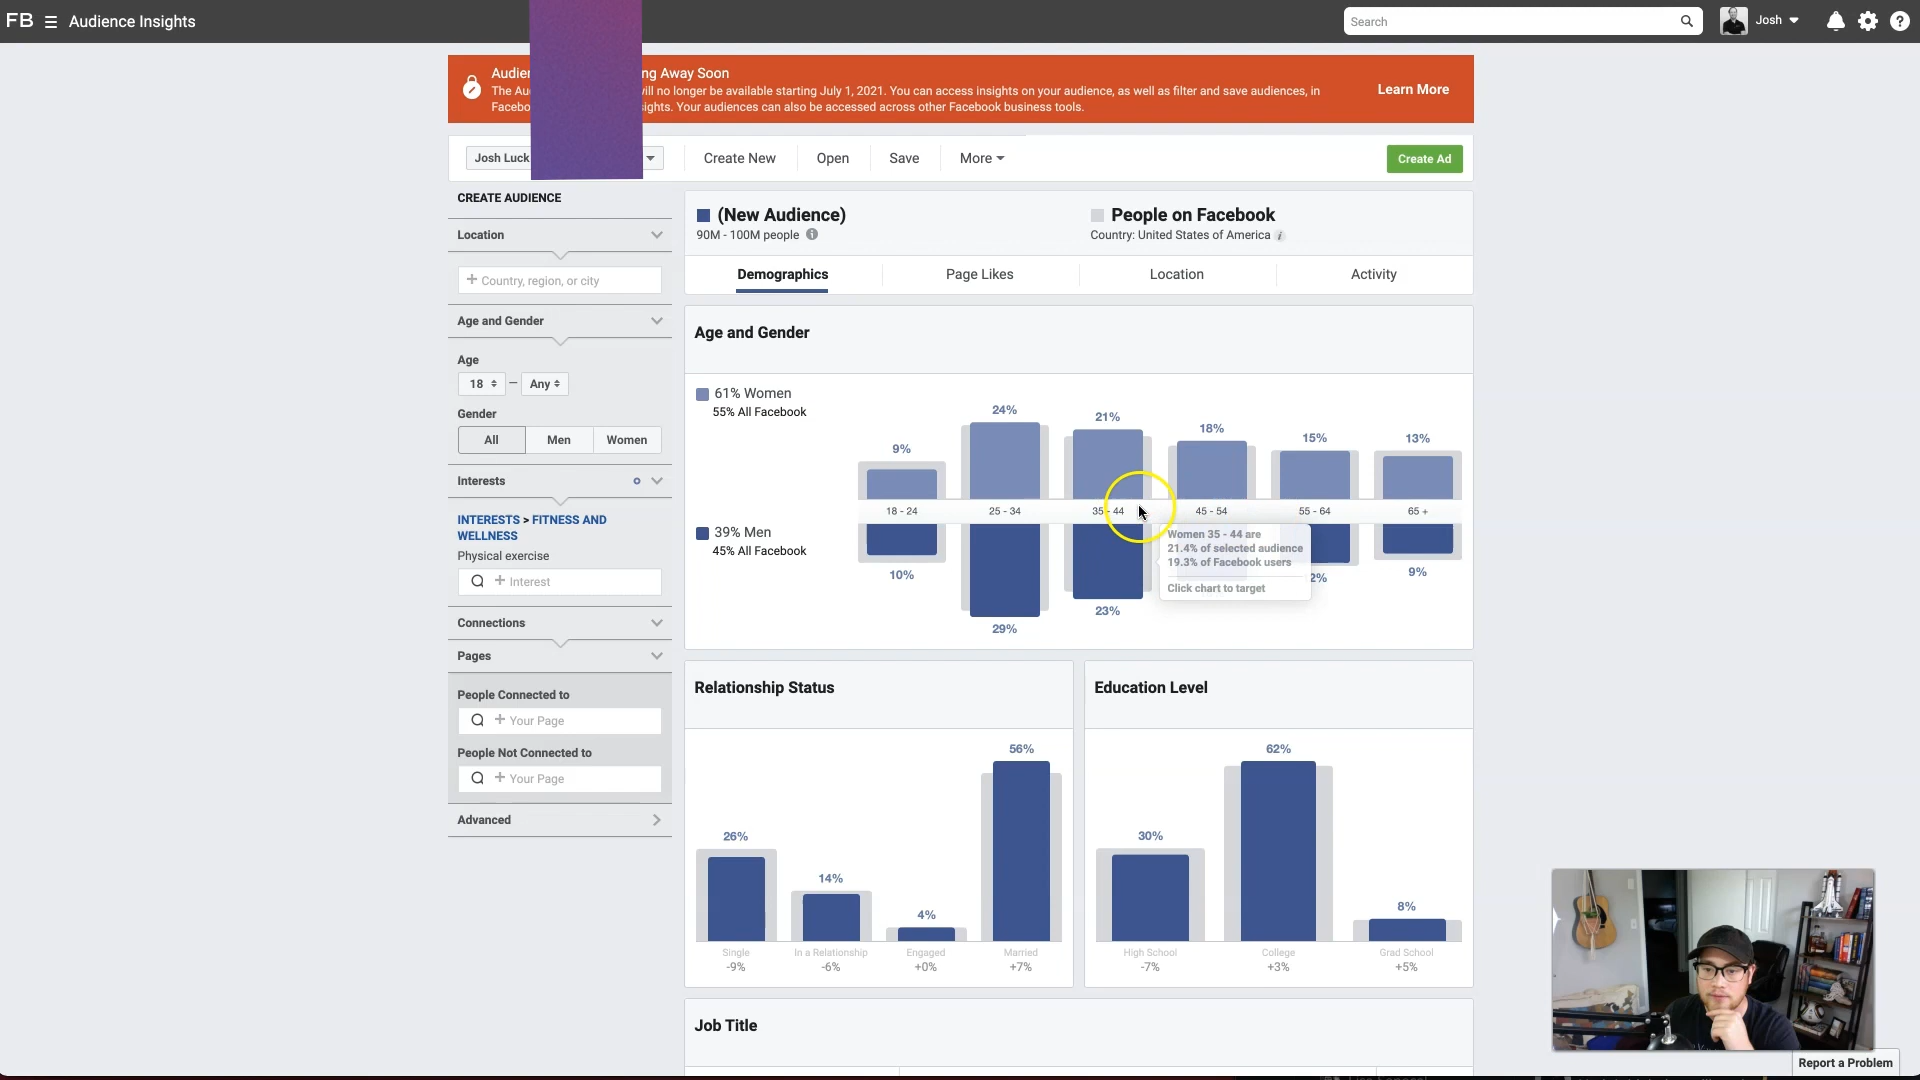 FB Audience Insights
Search
Josh
Audien ng Away Soon
The Au vill no longer be available starting July 1, 2021. You can access insights on your audience, as well as filter and save audiences, in
Facebo sights. Your audiences can also be accessed across other Facebook business tools.
Learn More
Josh Luck
Create New
Open
Save
More
Create Ad
CREATE AUDIENCE
Location
+ Country, region, or city
Age and Gender
Age
18 – Any
Gender
All Men Women
Interests
INTERESTS > FITNESS AND
WELLNESS
Physical exercise
+ Interest
Connections
Pages
People Connected to
+ Your Page
People Not Connected to
+ Your Page
Advanced
(New Audience)
90M - 100M people
People on Facebook
Country: United States of America
Demographics
Page Likes
Location
Activity
Age and Gender
61% Women
55% All Facebook
9% 24% 21% 18% 15% 13%
18 - 24 25 - 34 35 - 44 45 - 54 55 - 64 65 +
39% Men
45% All Facebook
10% 29% 23% 2% 9%
Women 35 - 44 are
21.4% of selected audience
19.3% of Facebook users
Click chart to target
Relationship Status
26% 14% 4% 56%
Single In a Relationship Engaged Married
-9% -6% +0% +7%
Education Level
30% 62% 8%
High School College Grad School
-7% +3% +5%
Job Title
Report a Problem